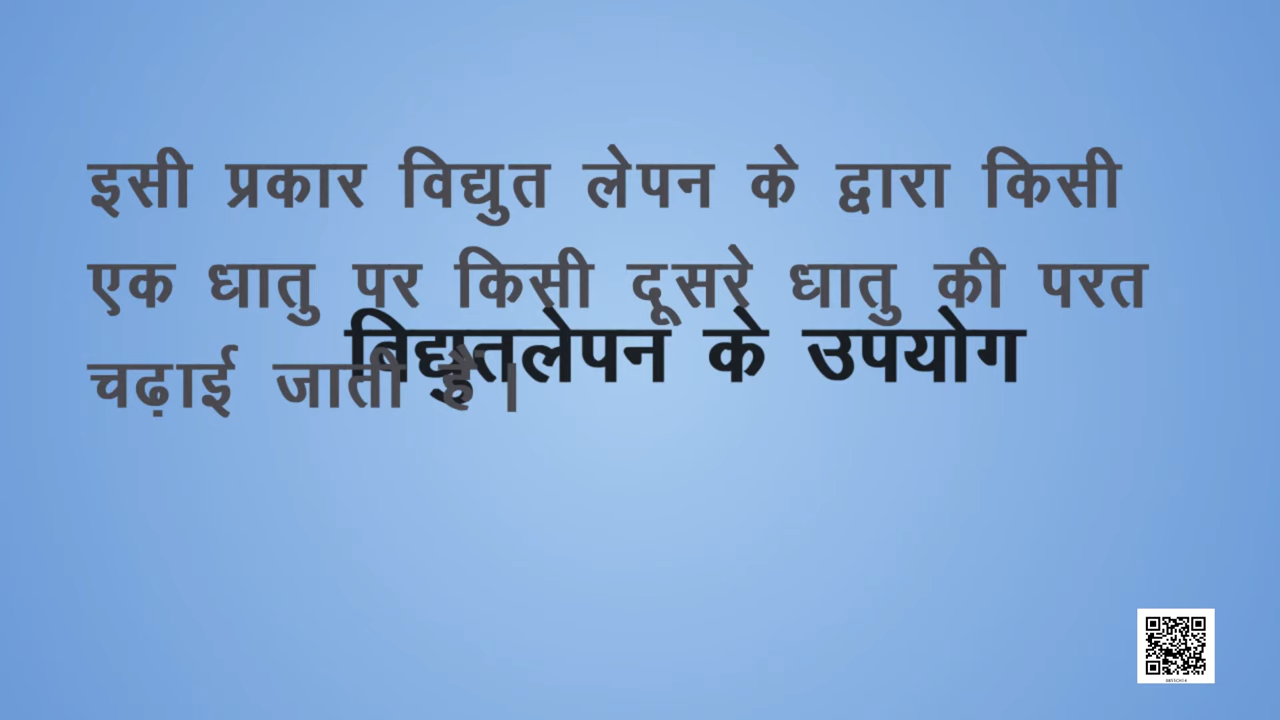 इसी प्रकार विद्युत लेपन के द्वारा किसी
एक धातु पर किसी दूसरे धातु की परत
चढ़ाई जाती है।
विद्युतलेपन के उपयोग